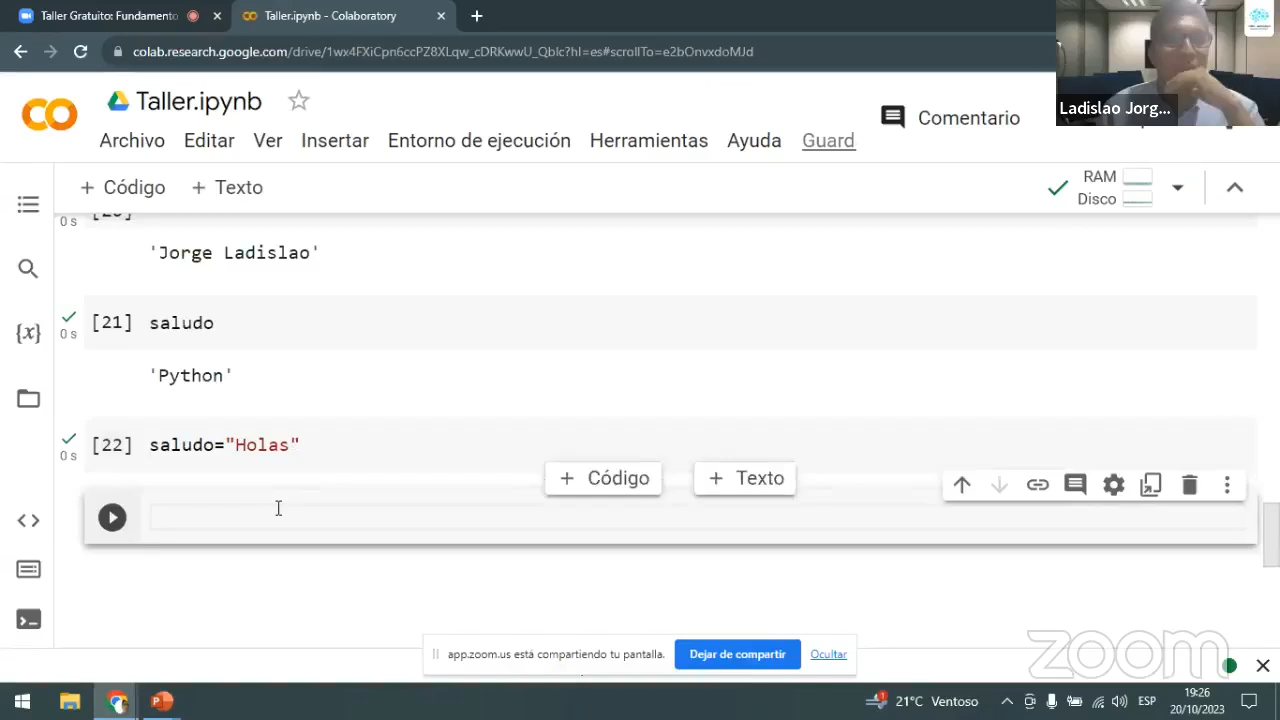 Taller Gratuito: Fundamento
Taller.ipynb - Colaboratory
colab.research.google.com/drive/1wx4FXiCpn6ccPZ8XLqw_cDRKwwU_Qblc?hl=es#scrollTo=e2bOnvxdoMJd
Ladislao Jorg...
Taller.ipynb
Comentario
Archivo Editar Ver Insertar Entorno de ejecución Herramientas Ayuda Guard
+ Código + Texto
RAM
Disco
0 s
'Jorge Ladislao'
[21] saludo
0 s
'Python'
[22] saludo="Holas"
0 s
+ Código + Texto
app.zoom.us está compartiendo tu pantalla. Dejar de compartir Ocultar
zoom
21°C Ventoso
ESP
19:26
20/10/2023